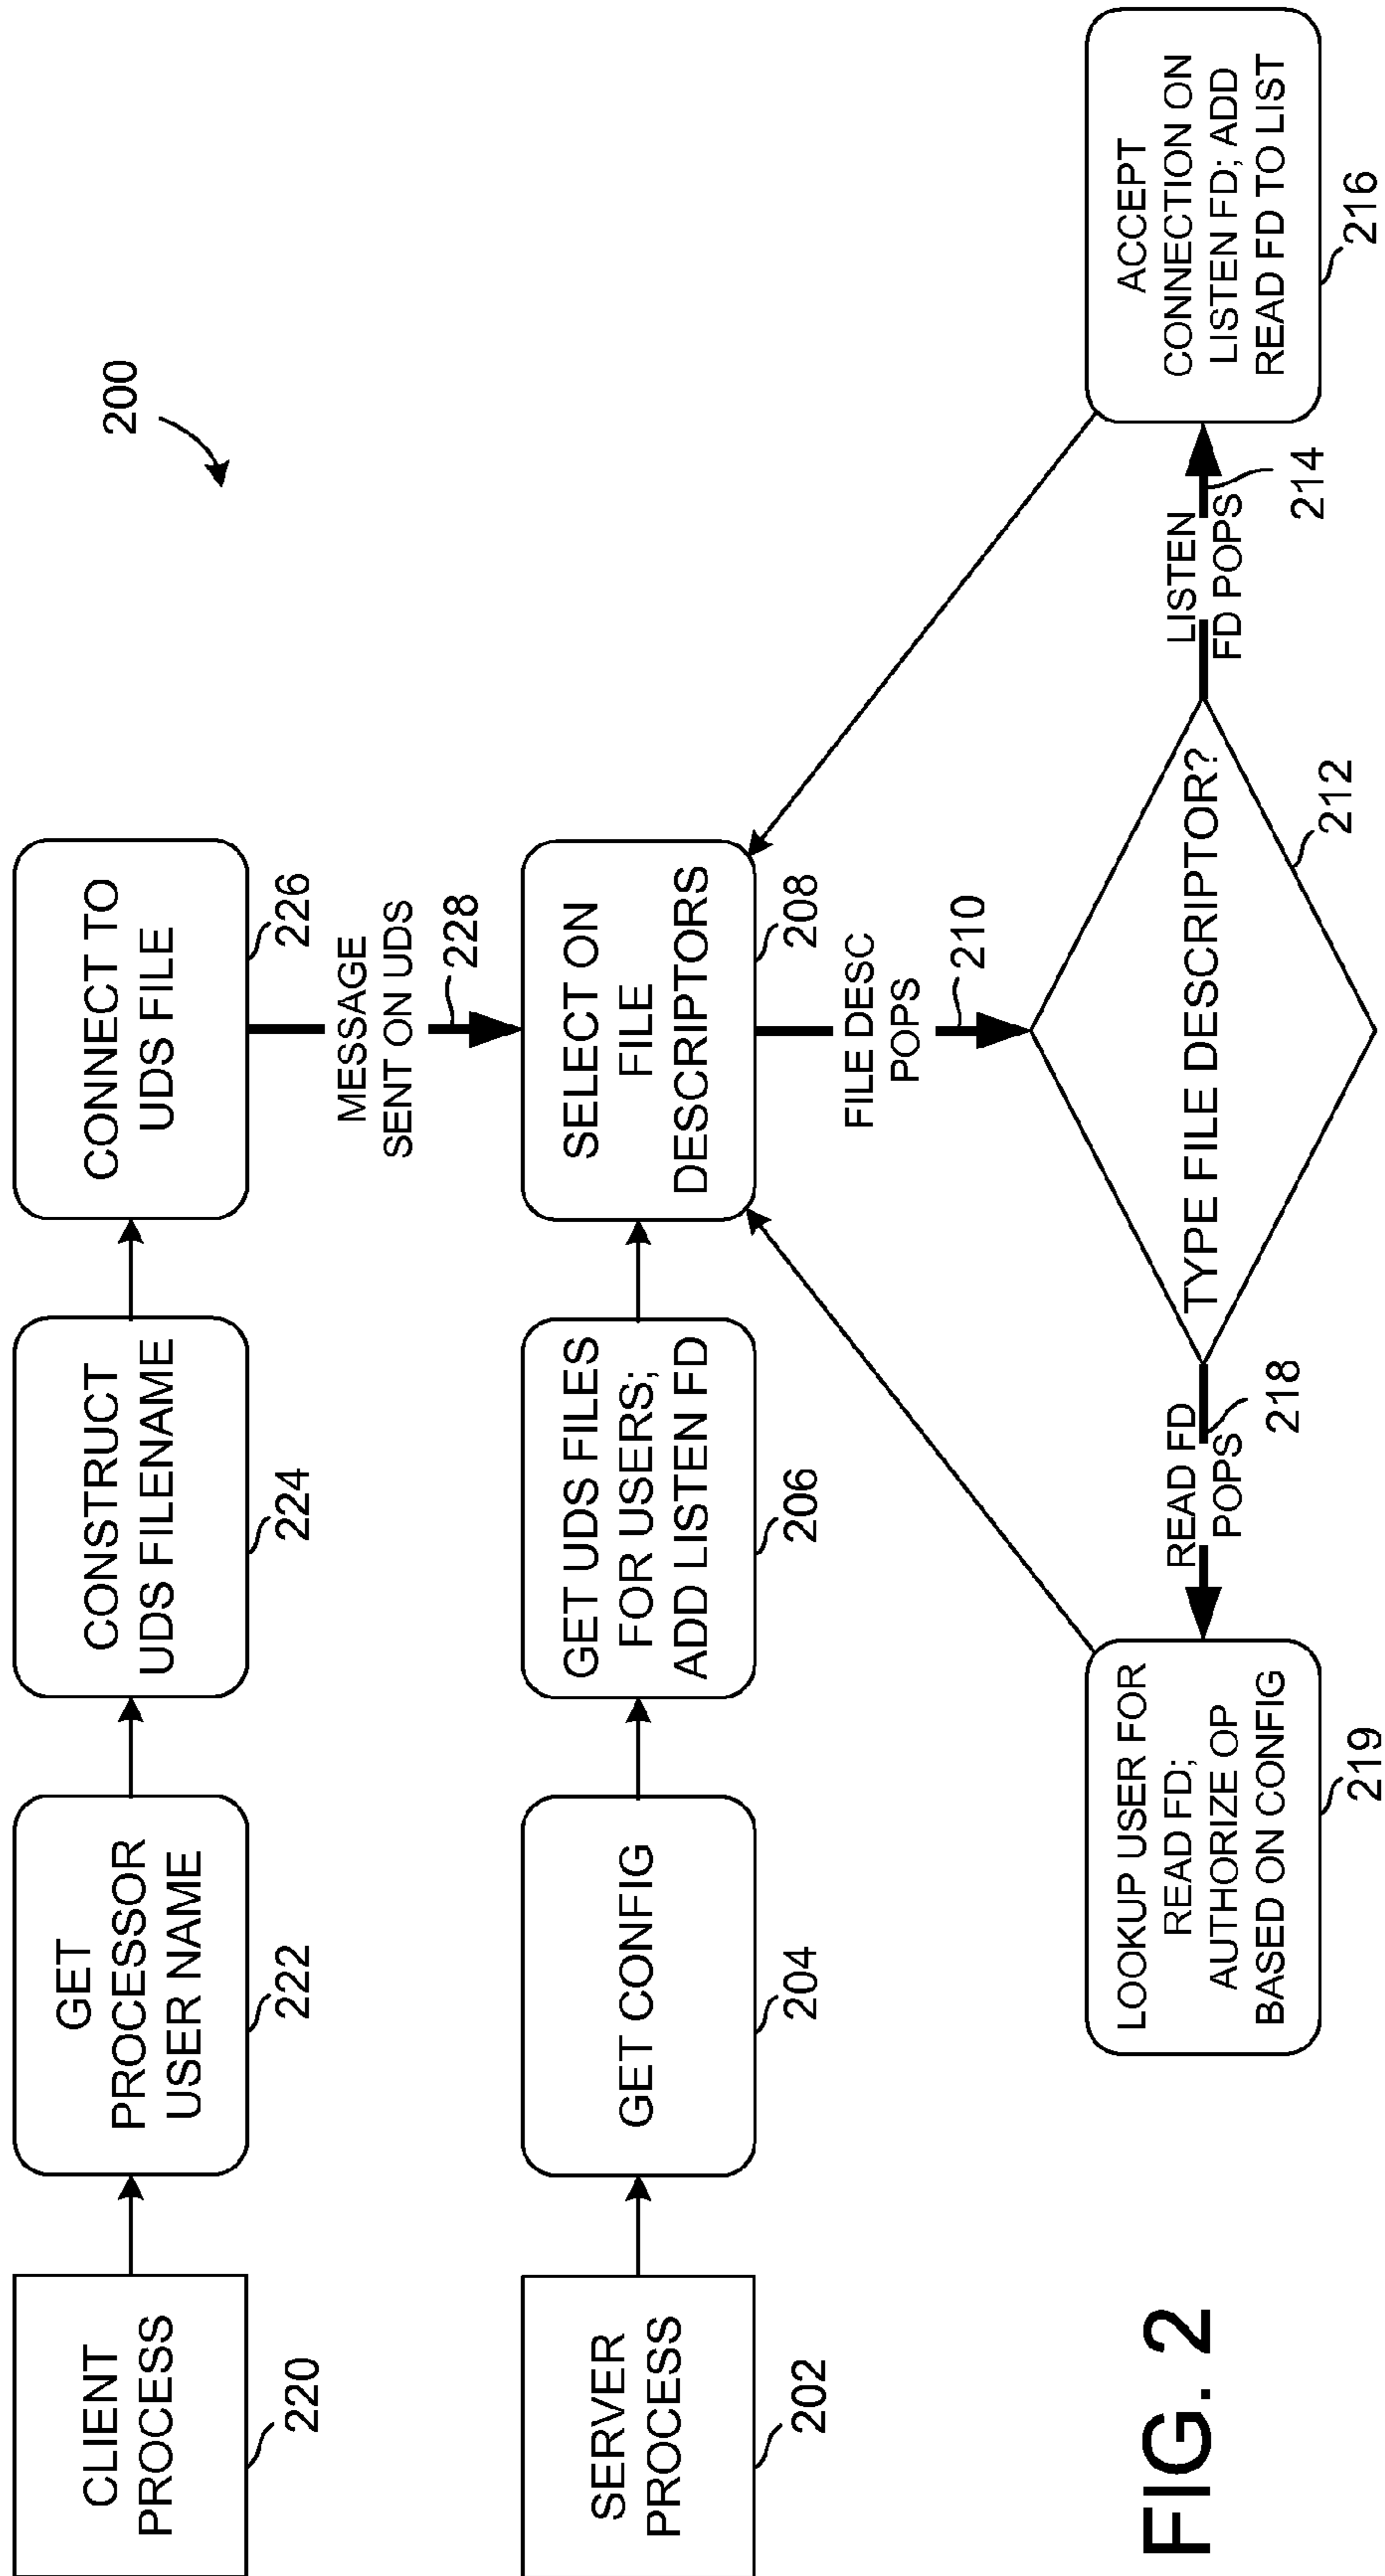 200
CLIENT
PROCESS
220
GET
PROCESSOR
USER NAME
222
CONSTRUCT
UDS FILENAME
224
CONNECT TO
UDS FILE
226
MESSAGE
SENT ON UDS
228
SERVER
PROCESS
202
GET CONFIG
204
GET UDS FILES
FOR USERS;
ADD LISTEN FD
206
SELECT ON
FILE
DESCRIPTORS
208
FILE DESC
POPS
210
LOOKUP USER FOR
READ FD;
AUTHORIZE OP
BASED ON CONFIG
219
READ FD
POPS
218
TYPE FILE DESCRIPTOR?
212
LISTEN
FD POPS
214
ACCEPT
CONNECTION ON
LISTEN FD; ADD
READ FD TO LIST
216
FIG. 2